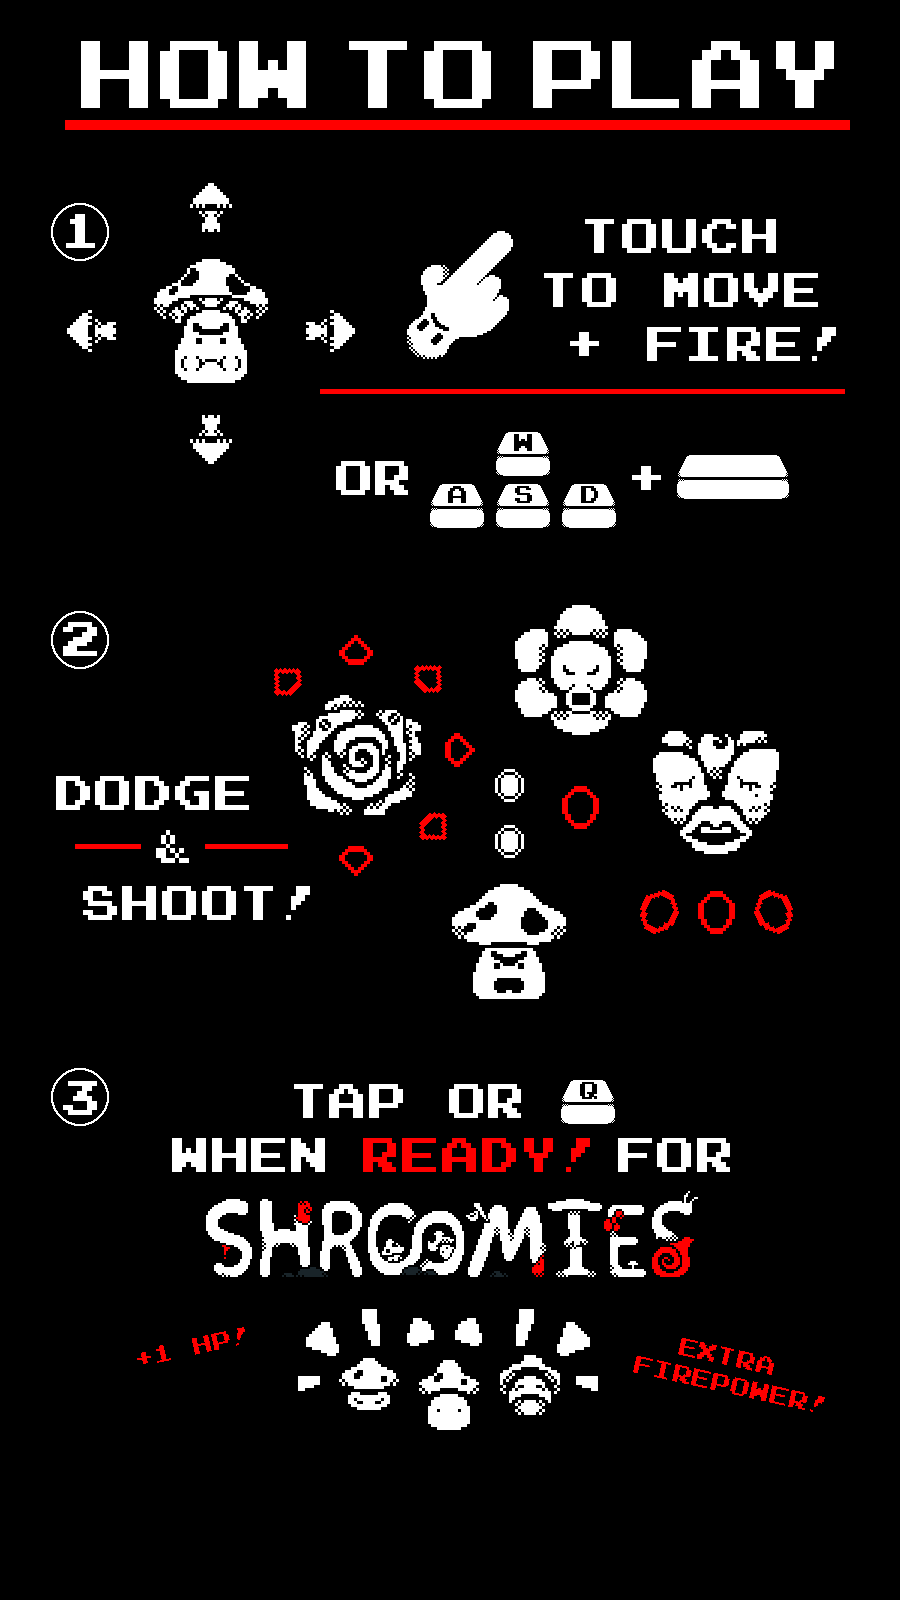 HOW TO PLAY
1
TOUCH
TO MOVE
+ FIRE!
OR W A S D +
2
DODGE
&
SHOOT!
3
TAP OR Q
WHEN READY! FOR
SHROOMIES
+1 HP!
EXTRA
FIREPOWER!